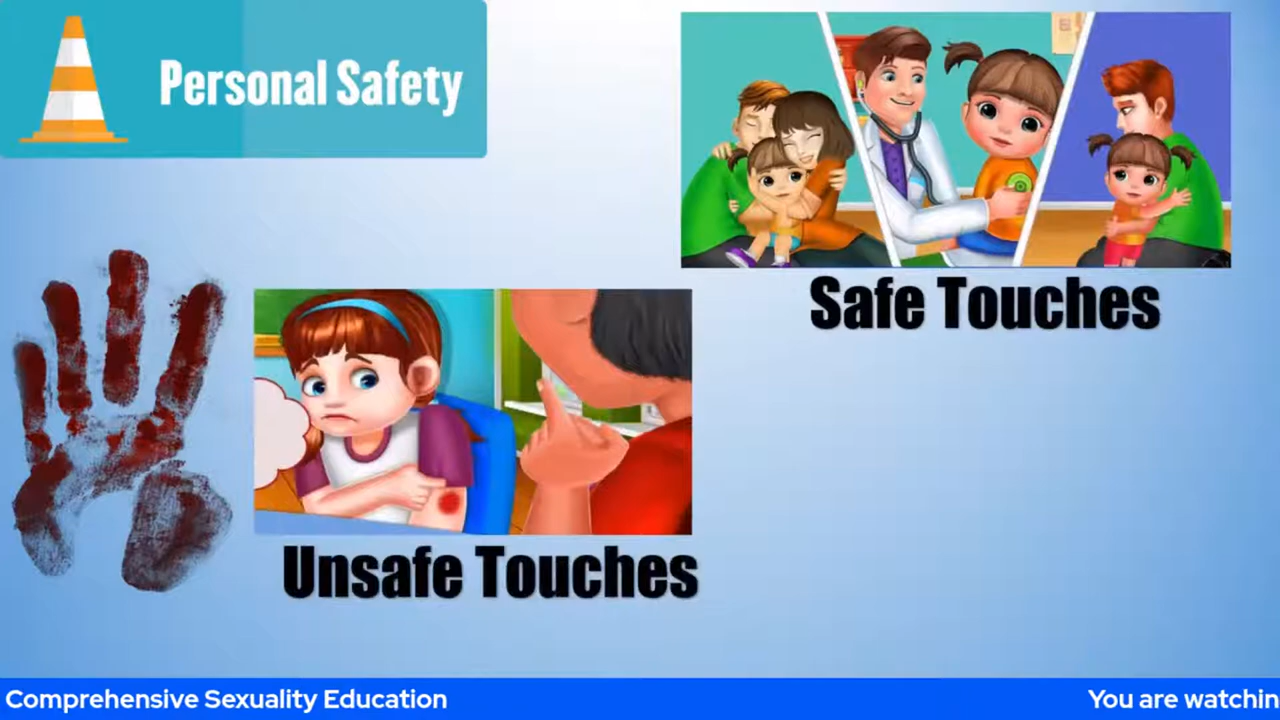 Personal Safety
Safe Touches
Unsafe Touches
Comprehensive Sexuality Education
You are watchin